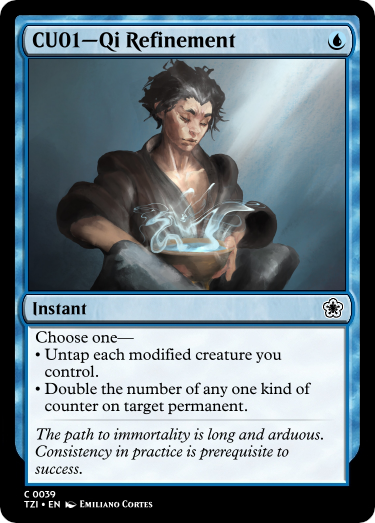 CU01—Qi Refinement
Instant
Choose one—
• Untap each modified creature you
control.
• Double the number of any one kind of
counter on target permanent.
The path to immortality is long and arduous.
Consistency in practice is prerequisite to
success.
C 0039
TZI • EN Emiliano Cortes